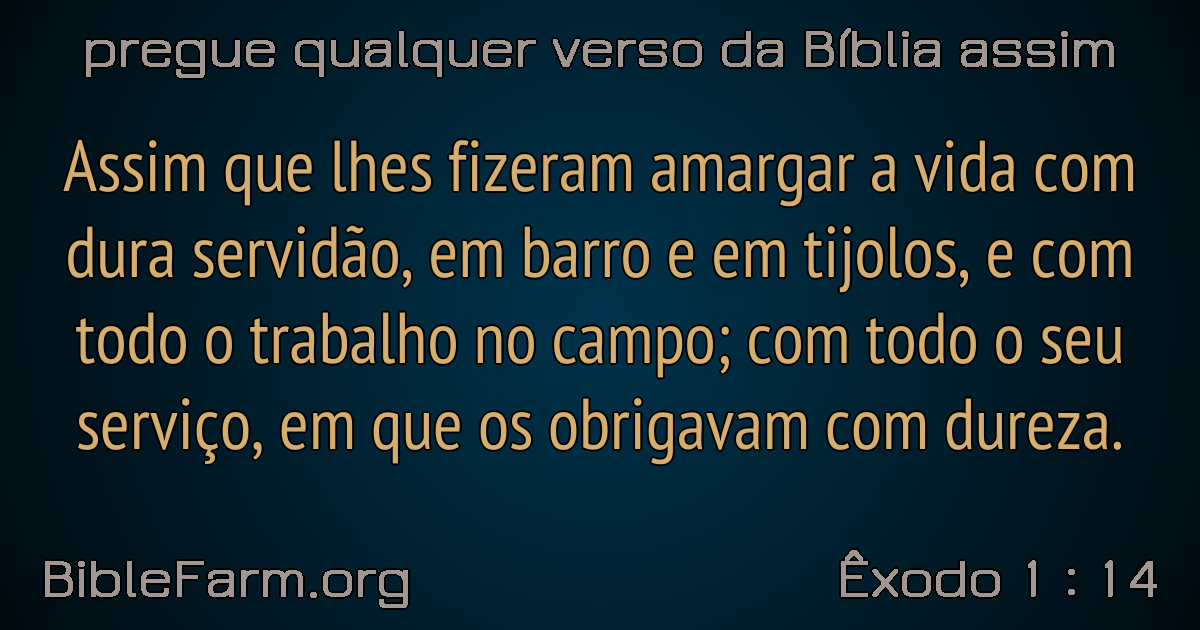 pregue qualquer verso da Bíblia assim
Assim que lhes fizeram amargar a vida com
dura servidão, em barro e em tijolos, e com
todo o trabalho no campo; com todo o seu
serviço, em que os obrigavam com dureza.
BibleFarm.org
Êxodo 1 : 14